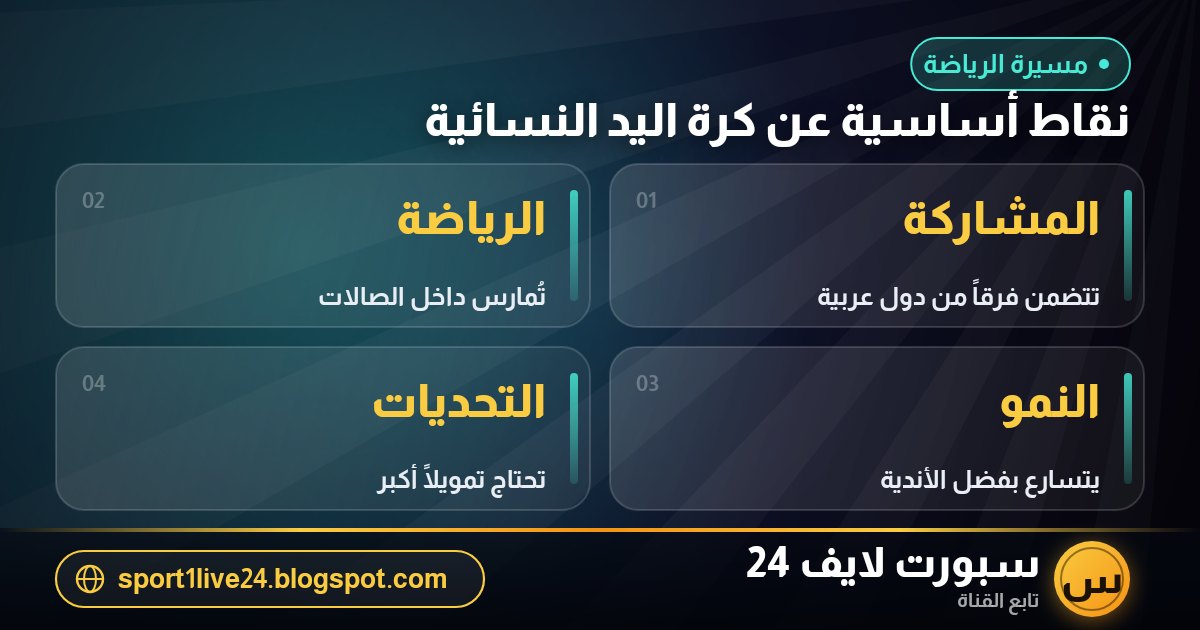 مسيرة الرياضة
نقاط أساسية عن كرة اليد النسائية
01
المشاركة
تتضمن فرقاً من دول عربية
02
الرياضة
تُمارس داخل الصالات
03
النمو
يتسارع بفضل الأندية
04
التحديات
تحتاج تمويلاً أكبر
س
سبورت لايف 24
تابع القناة
sport1live24.blogspot.com